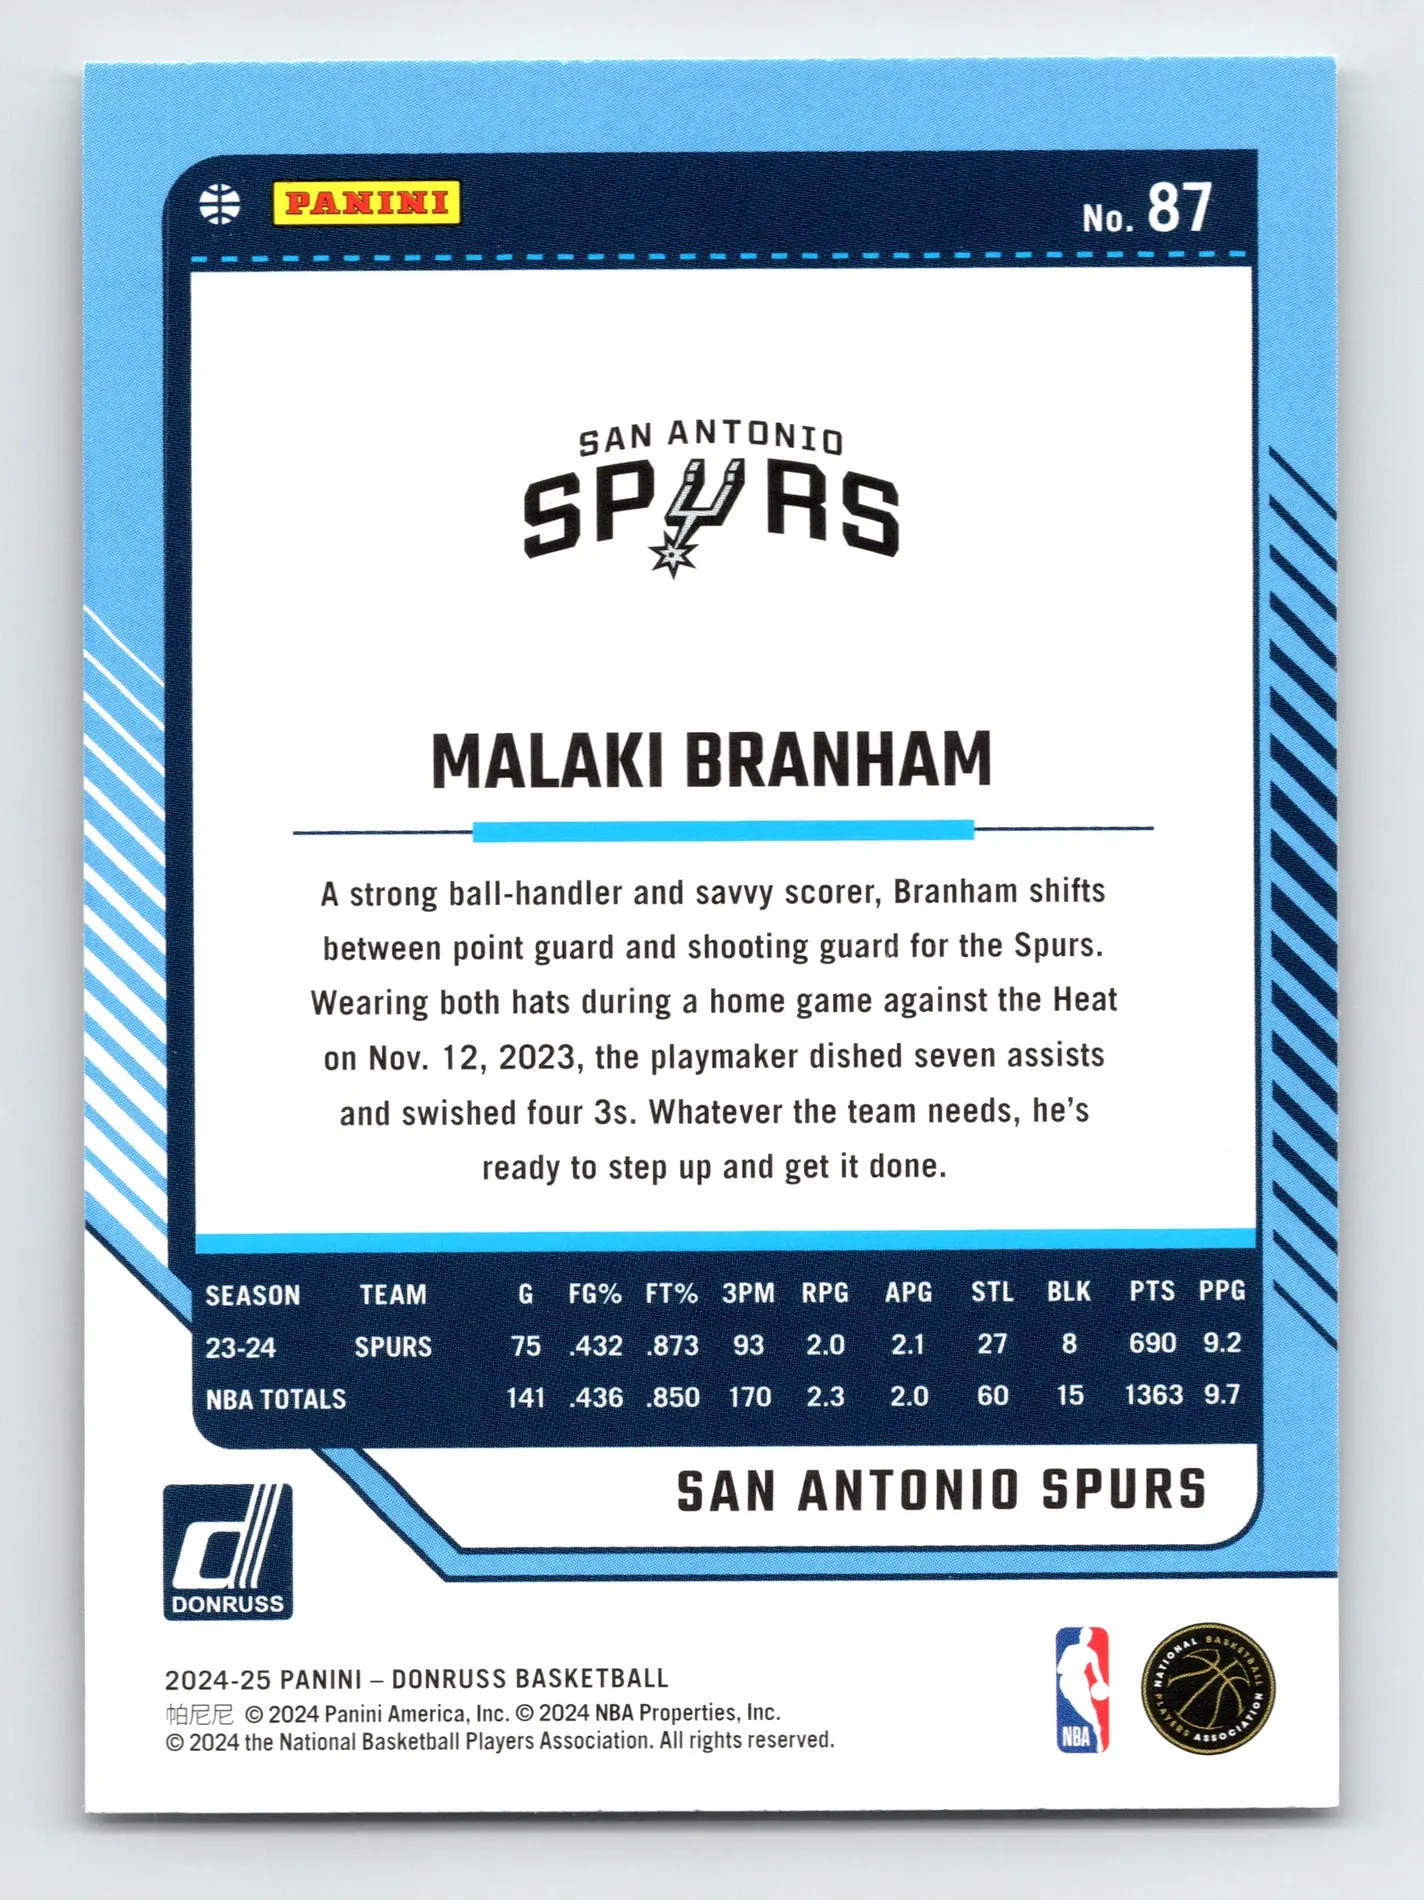 PANINI
No. 87
SAN ANTONIO
SPURS
MALAKI BRANHAM
A strong ball-handler and savvy scorer, Branham shifts
between point guard and shooting guard for the Spurs.
Wearing both hats during a home game against the Heat
on Nov. 12, 2023, the playmaker dished seven assists
and swished four 3s. Whatever the team needs, he's
ready to step up and get it done.
SEASON TEAM G FG% FT% 3PM RPG APG STL BLK PTS PPG
23-24 SPURS 75 .432 .873 93 2.0 2.1 27 8 690 9.2
NBA TOTALS 141 .436 .850 170 2.3 2.0 60 15 1363 9.7
SAN ANTONIO SPURS
d
DONRUSS
2024-25 PANINI – DONRUSS BASKETBALL
帕尼尼 © 2024 Panini America, Inc. © 2024 NBA Properties, Inc.
© 2024 the National Basketball Players Association. All rights reserved.
NBA
NATIONAL BASKETBALL
PLAYERS ASSOCIATION